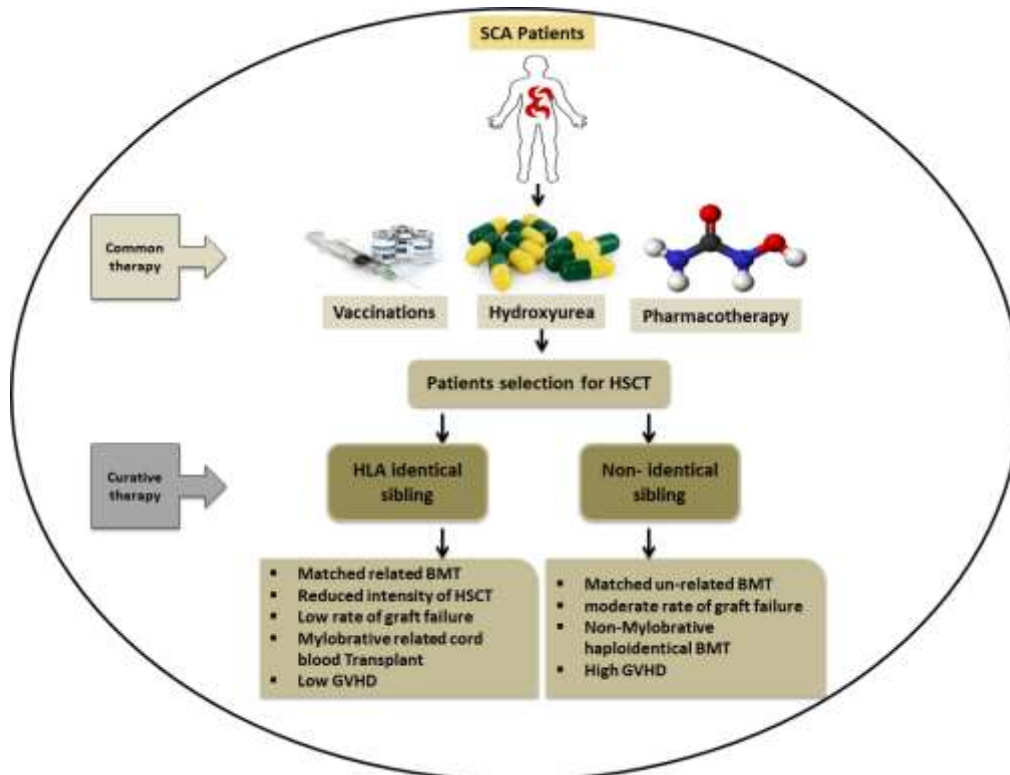 SCA Patients
Common
therapy
Vaccinations
Hydroxyurea
Pharmacotherapy
Patients selection for HSCT
Curative
therapy
HLA identical
sibling
Non- identical
sibling
▪ Matched related BMT
▪ Reduced intensity of HSCT
▪ Low rate of graft failure
▪ Mylobrative related cord
blood Transplant
▪ Low GVHD
▪ Matched un-related BMT
▪ moderate rate of graft failure
▪ Non-Mylobrative
haploidentical BMT
▪ High GVHD